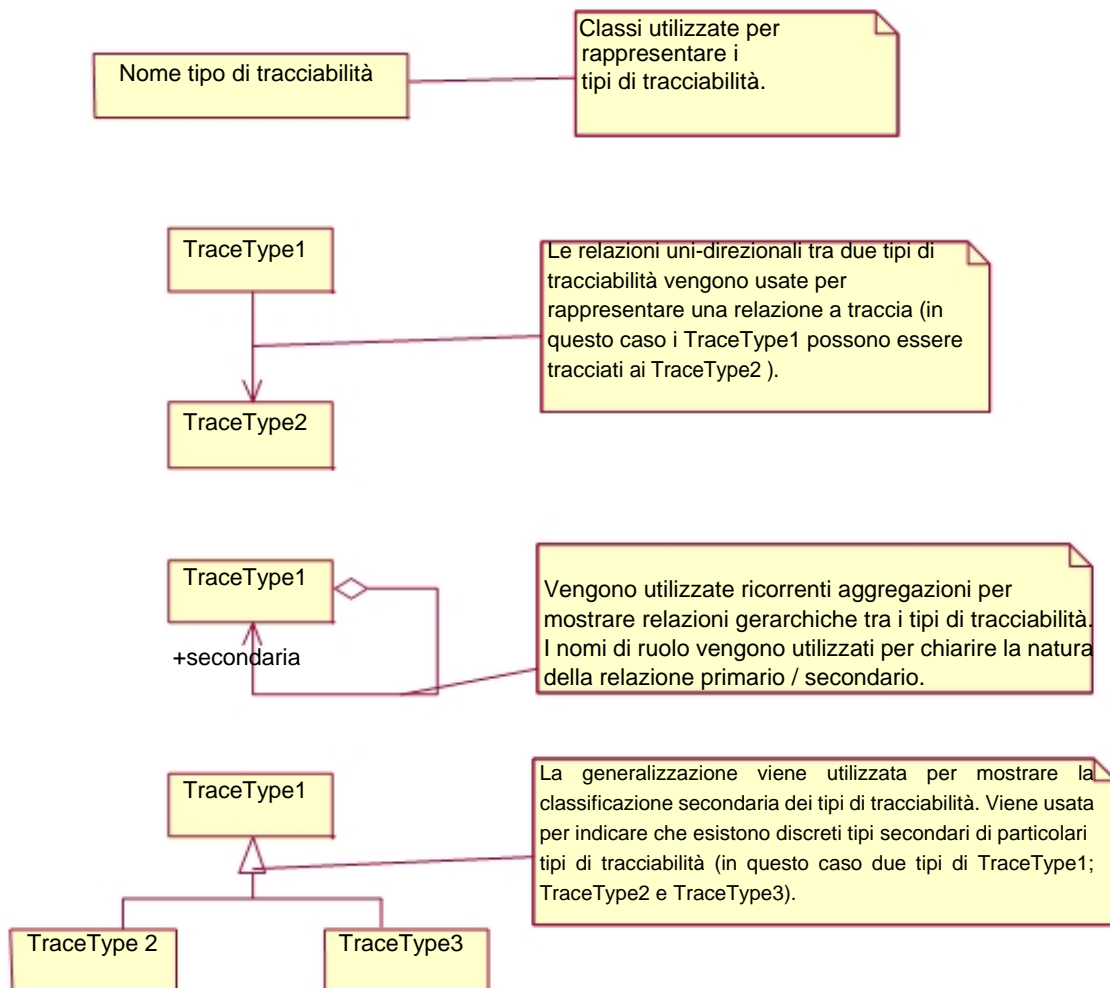 Nome tipo di tracciabilità
Classi utilizzate per
rappresentare i
tipi di tracciabilità.
TraceType1
Le relazioni uni-direzionali tra due tipi di
tracciabilità vengono usate per
rappresentare una relazione a traccia (in
questo caso i TraceType1 possono essere
tracciati ai TraceType2 ).
TraceType2
TraceType1
+secondaria
Vengono utilizzate ricorrenti aggregazioni per
mostrare relazioni gerarchiche tra i tipi di tracciabilità.
I nomi di ruolo vengono utilizzati per chiarire la natura
della relazione primario / secondario.
TraceType1
La generalizzazione viene utilizzata per mostrare la
classificazione secondaria dei tipi di tracciabilità. Viene usata
per indicare che esistono discreti tipi secondari di particolari
tipi di tracciabilità (in questo caso due tipi di TraceType1;
TraceType2 e TraceType3).
TraceType 2
TraceType3